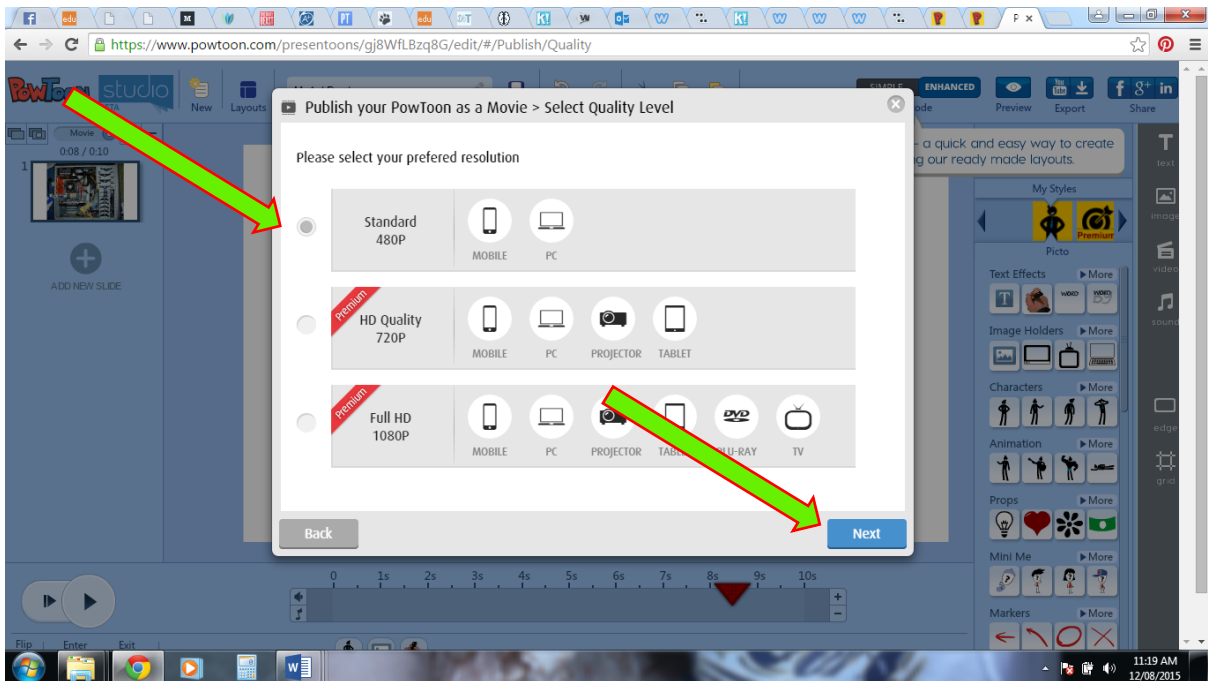 P
https://www.powtoon.com/presentoons/gj8WfLBzq8G/edit/#/Publish/Quality
studio
New
Layouts
ENHANCED
Preview
Export
Share
Publish your PowToon as a Movie > Select Quality Level
Please select your prefered resolution
Standard
480P
MOBILE
PC
Premium
HD Quality
720P
MOBILE
PC
PROJECTOR
TABLET
Premium
Full HD
1080P
MOBILE
PC
PROJECTOR
TV
Back
Next
Movie
0:08 / 0:10
1
ADD NEW SLIDE
- a quick and easy way to create
our ready made layouts.
My Styles
Premium
Picto
Text Effects
More
Image Holders
More
Characters
More
Animation
More
Props
More
Mini Me
More
Markers
More
text
image
video
sound
edge
grid
0 1s 2s 3s 4s 5s 6s 7s 8s 9s 10s
Flip
Enter
Exit
11:19 AM
12/08/2015